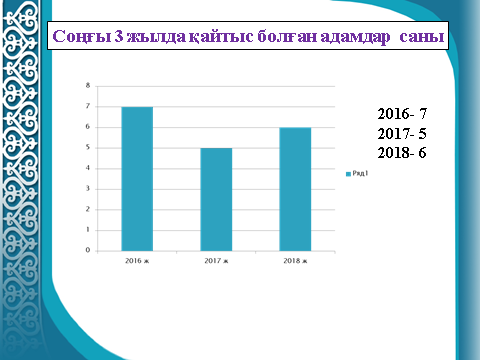 Соңғы 3 жылда қайтыс болған адамдар саны
8
7
6
5
4
3
2
1
0
2016 ж
2017 ж
2018 ж
2016- 7
2017- 5
2018- 6
Ряд1